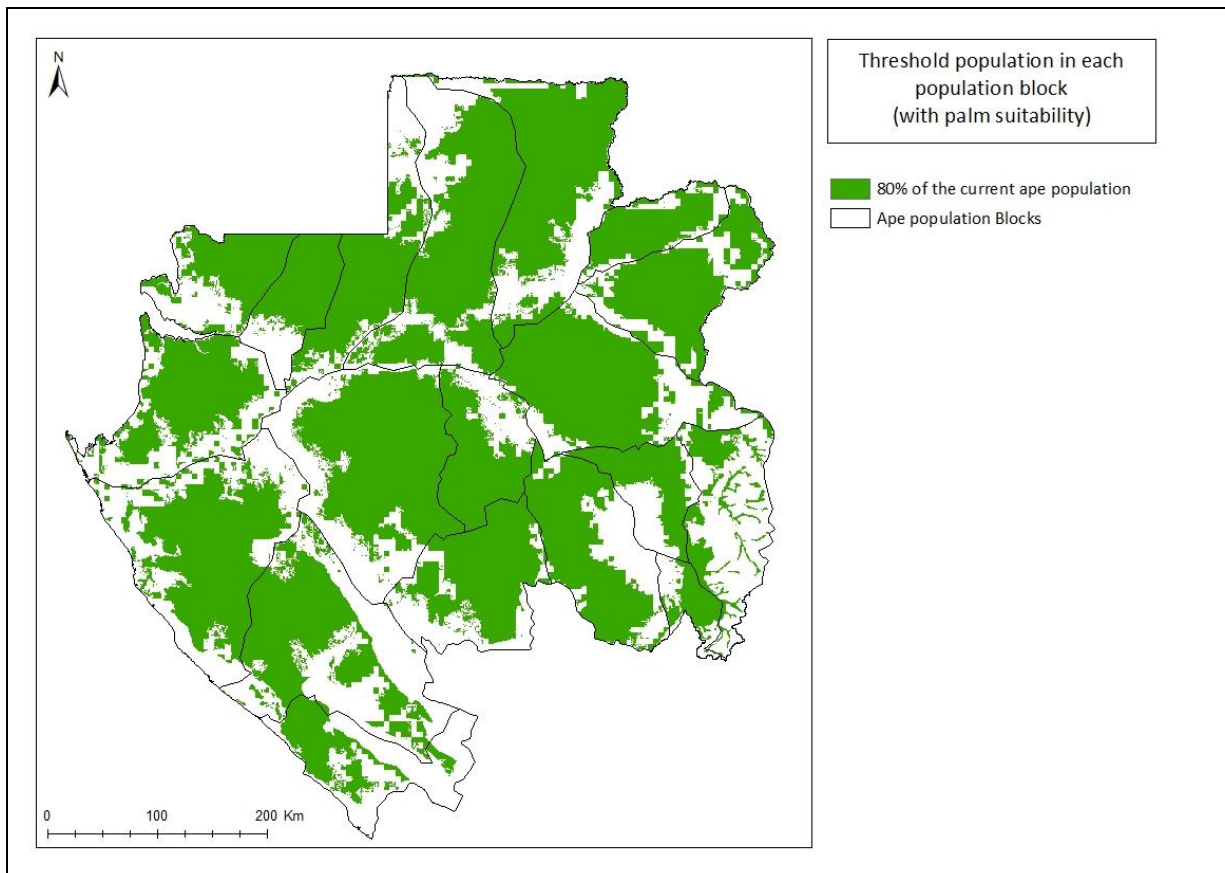 N
Threshold population in each
population block
(with palm suitability)
80% of the current ape population
Ape population Blocks
0 100 200 Km